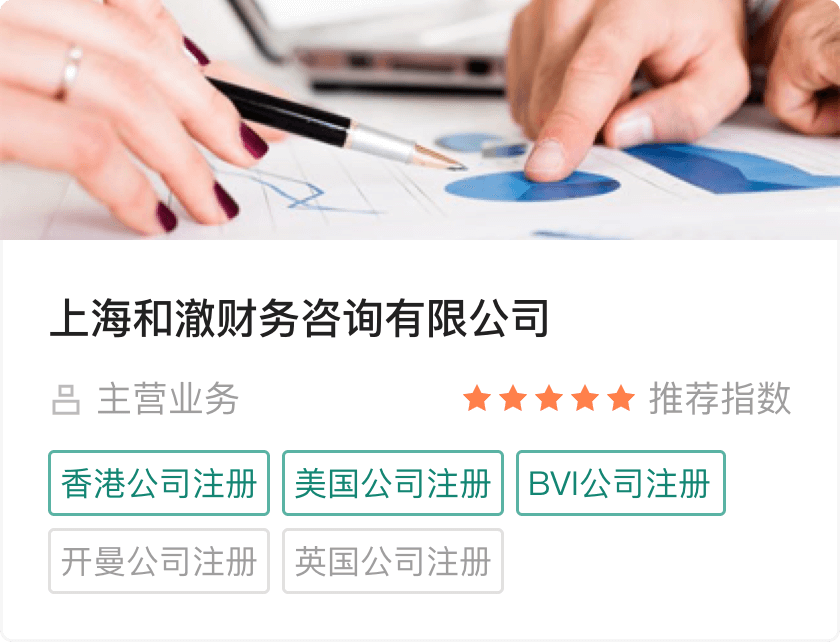 上海和澈财务咨询有限公司
主营业务 推荐指数
香港公司注册 美国公司注册 BVI公司注册
开曼公司注册 英国公司注册